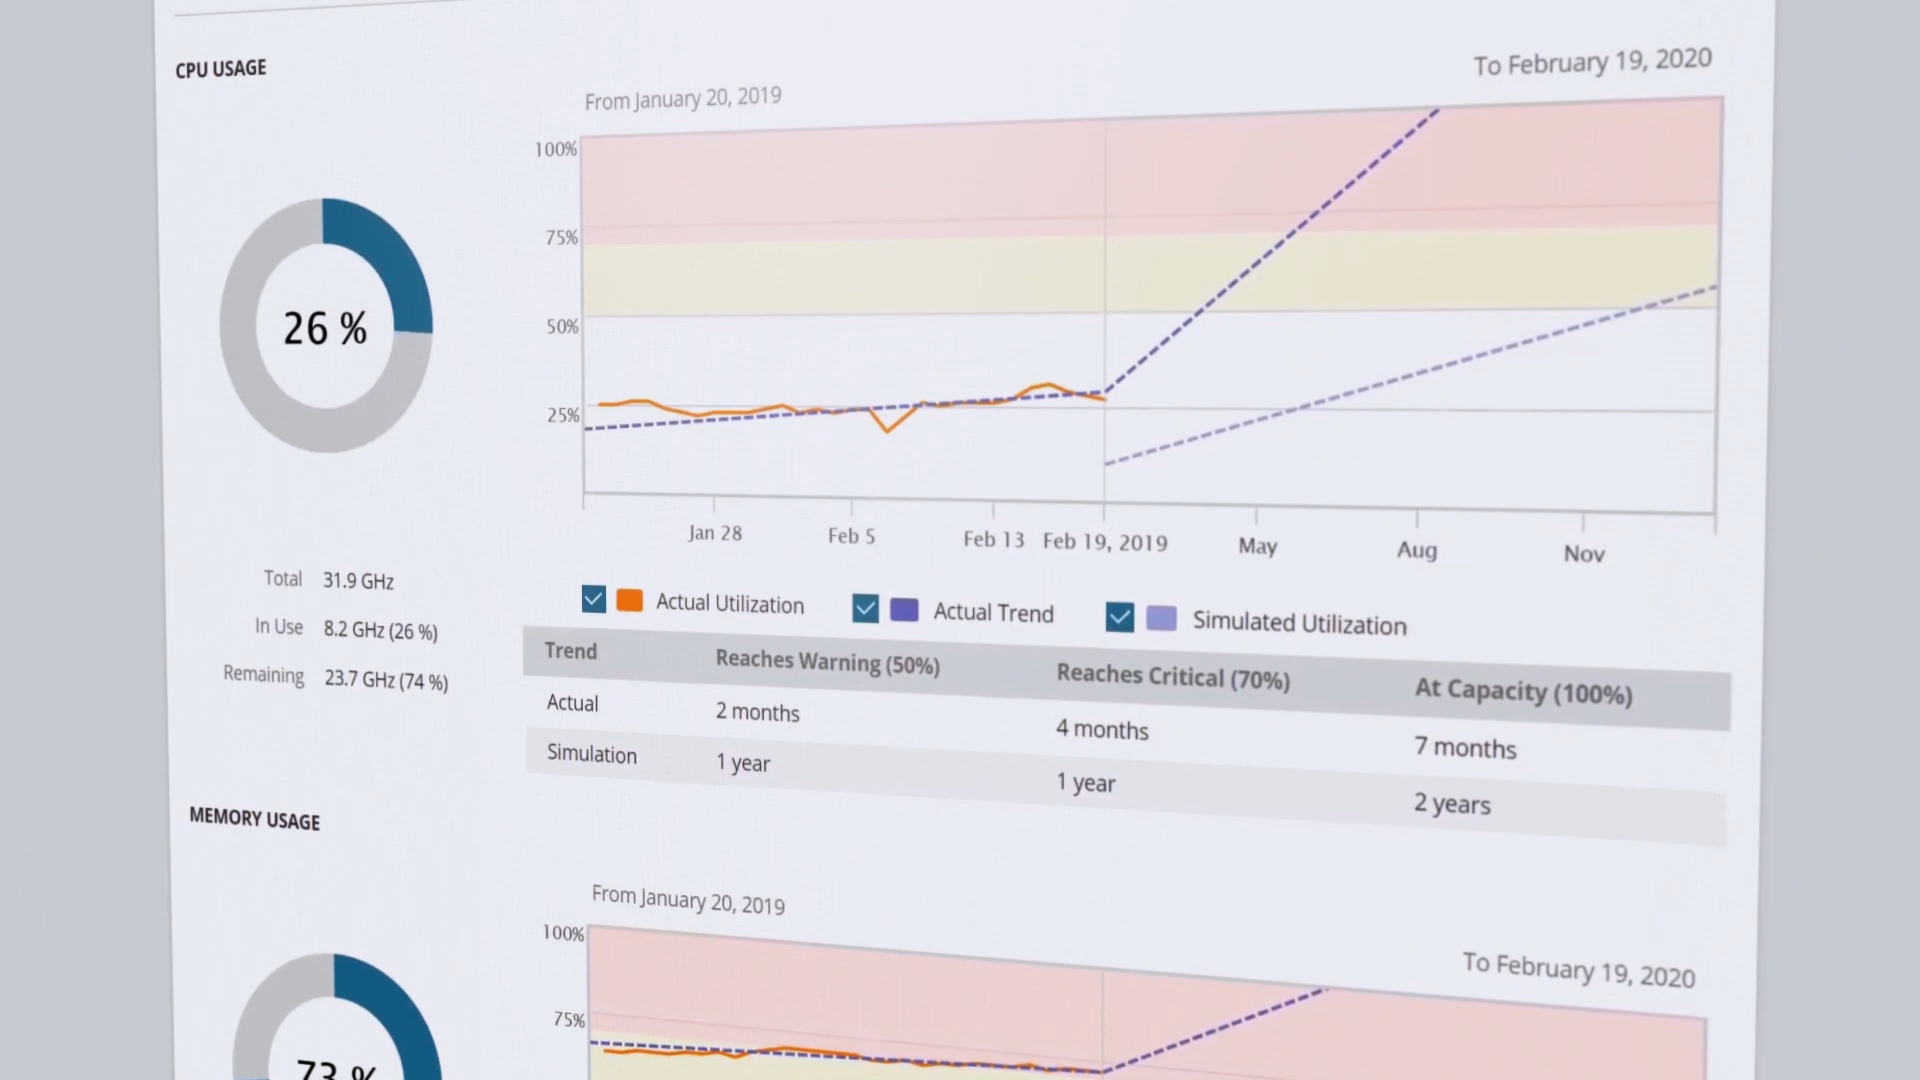 CPU USAGE
To February 19, 2020
From January 20, 2019
100%
75%
50%
25%
26 %
Jan 28
Feb 5
Feb 13
Feb 19, 2019
May
Aug
Nov
Total 31.9 GHz
In Use 8.2 GHz (26 %)
Remaining 23.7 GHz (74 %)
Actual Utilization
Actual Trend
Simulated Utilization
Trend Reaches Warning (50%) Reaches Critical (70%) At Capacity (100%)
Actual 2 months 4 months 7 months
Simulation 1 year 1 year 2 years
MEMORY USAGE
From January 20, 2019
To February 19, 2020
100%
75%
73 %